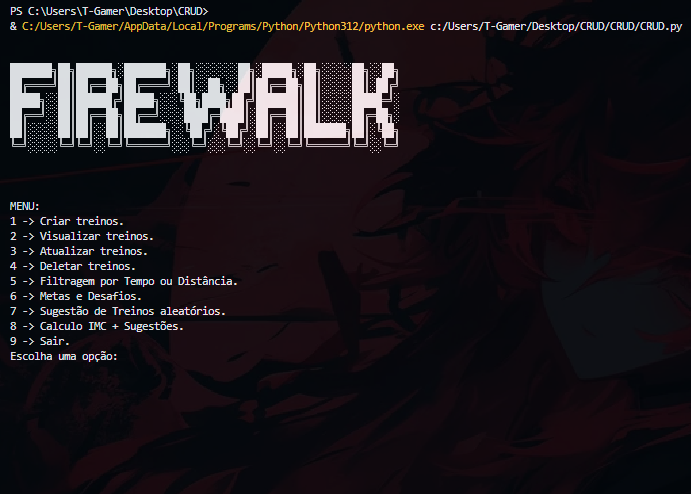 PS C:\Users\T-Gamer\Desktop\CRUD>
& C:/Users/T-Gamer/AppData/Local/Programs/Python/Python312/python.exe c:/Users/T-Gamer/Desktop/CRUD/CRUD/CRUD.py
FIREWALK
MENU:
1 -> Criar treinos.
2 -> Visualizar treinos.
3 -> Atualizar treinos.
4 -> Deletar treinos.
5 -> Filtragem por Tempo ou Distância.
6 -> Metas e Desafios.
7 -> Sugestão de Treinos aleatórios.
8 -> Calculo IMC + Sugestões.
9 -> Sair.
Escolha uma opção: